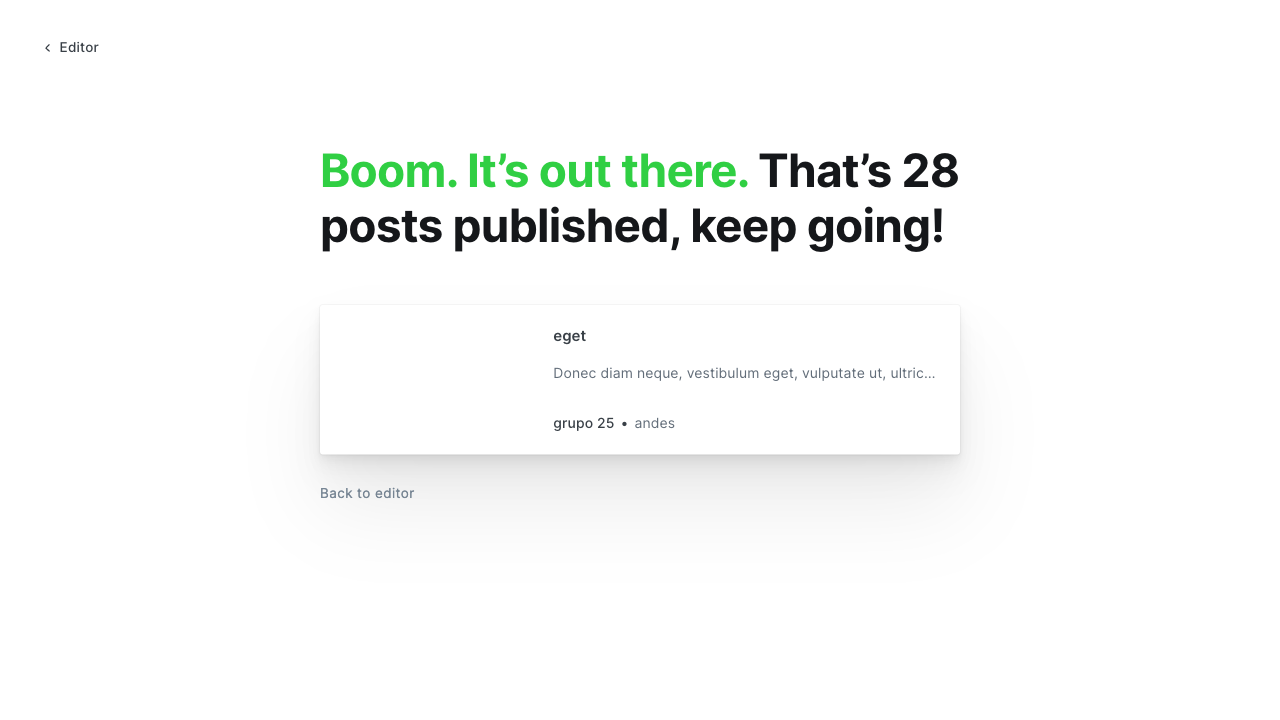 Editor
Boom. It’s out there. That’s 28
posts published, keep going!
eget
Donec diam neque, vestibulum eget, vulputate ut, ultric…
grupo 25 • andes
Back to editor